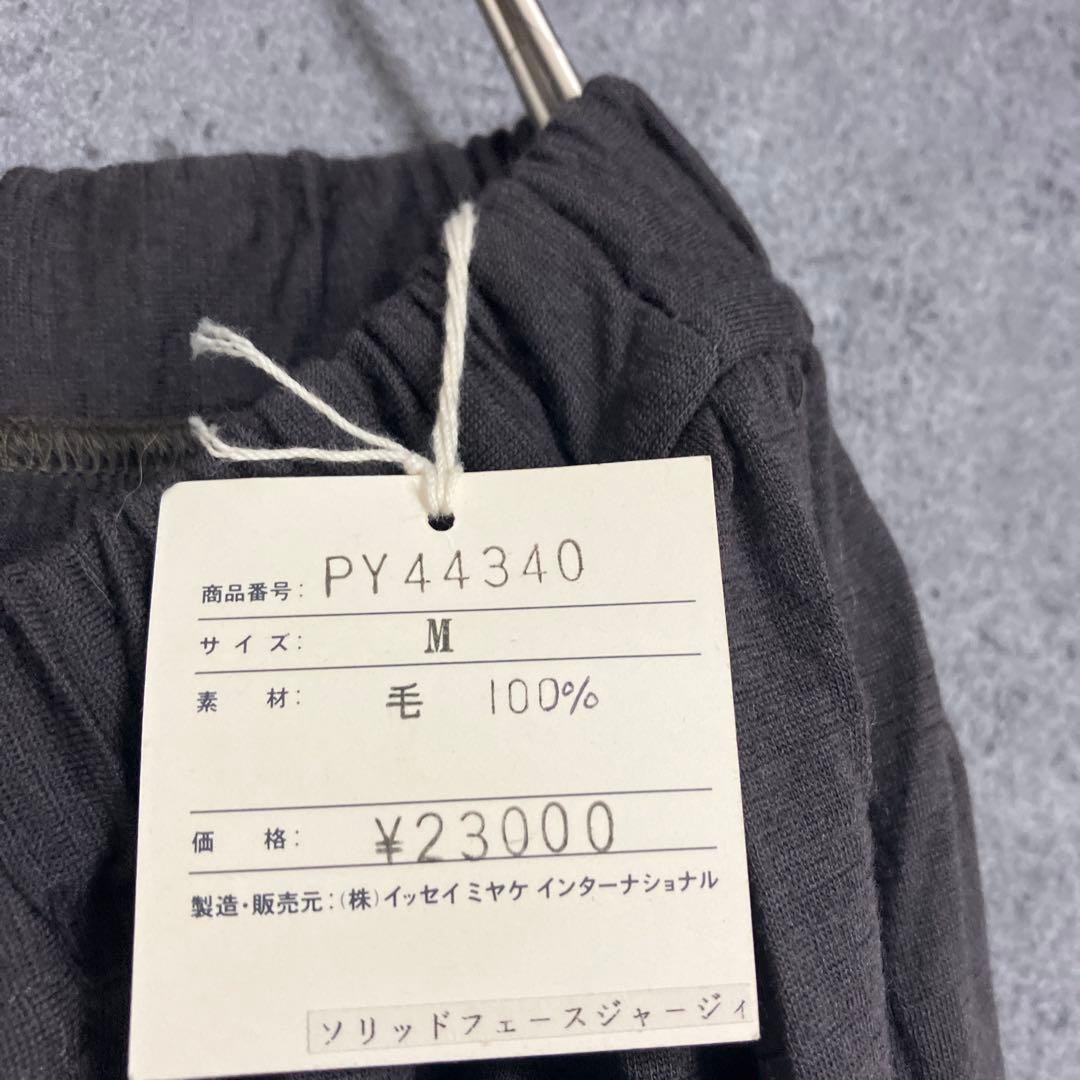 商品番号: PY44340
サイズ: M
素材: 毛 100%
価格: ¥23000
製造・販売元:(株)イッセイ ミヤケ インターナショナル
ソリッドフェースジャージィ